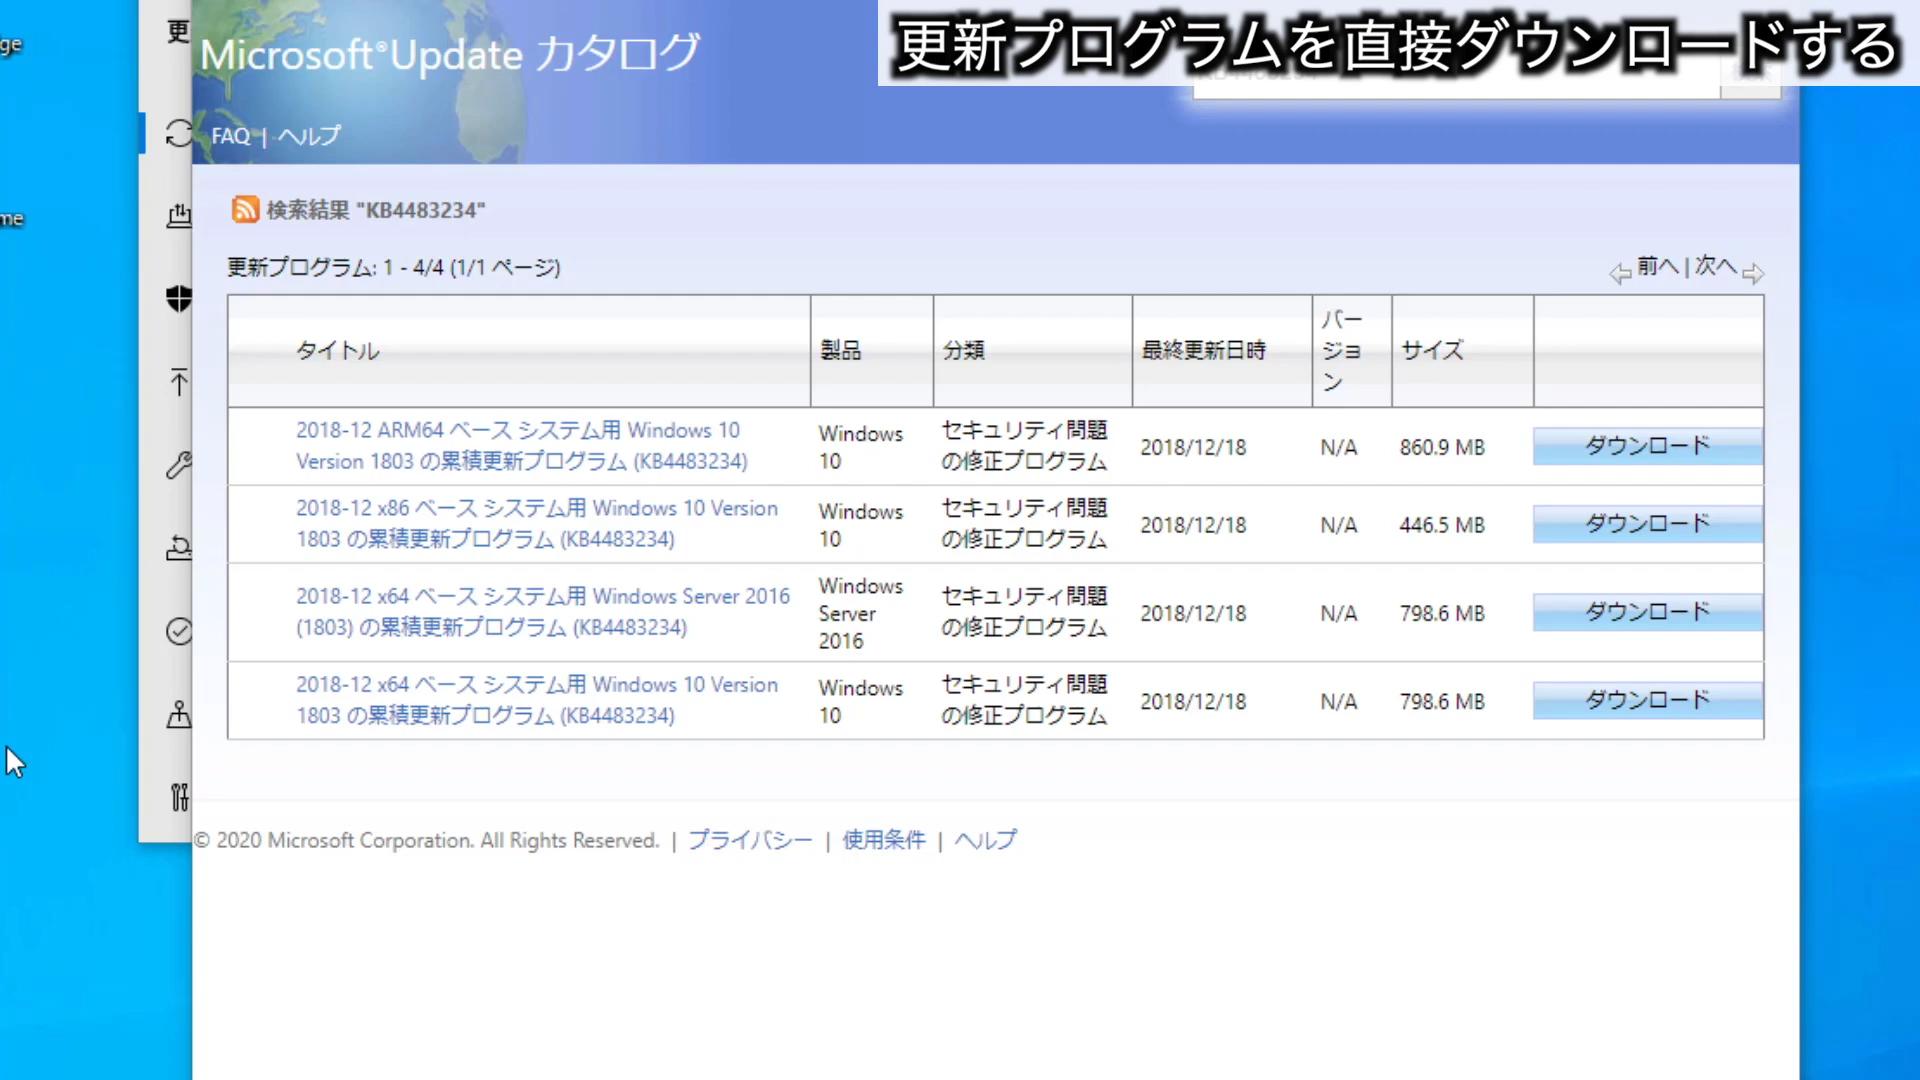 更新プログラムを直接ダウンロードする
ge
me
更
Microsoft®Update カタログ
FAQ | ヘルプ
検索結果 "KB4483234"
更新プログラム: 1 - 4/4 (1/1 ページ)
前へ | 次へ
タイトル 製品 分類 最終更新日時 バージョン サイズ
2018-12 ARM64 ベース システム用 Windows 10
Version 1803 の累積更新プログラム (KB4483234)
Windows
10
セキュリティ問題
の修正プログラム
2018/12/18 N/A 860.9 MB ダウンロード
2018-12 x86 ベース システム用 Windows 10 Version
1803 の累積更新プログラム (KB4483234)
Windows
10
セキュリティ問題
の修正プログラム
2018/12/18 N/A 446.5 MB ダウンロード
2018-12 x64 ベース システム用 Windows Server 2016
(1803) の累積更新プログラム (KB4483234)
Windows
Server
2016
セキュリティ問題
の修正プログラム
2018/12/18 N/A 798.6 MB ダウンロード
2018-12 x64 ベース システム用 Windows 10 Version
1803 の累積更新プログラム (KB4483234)
Windows
10
セキュリティ問題
の修正プログラム
2018/12/18 N/A 798.6 MB ダウンロード
© 2020 Microsoft Corporation. All Rights Reserved. | プライバシー | 使用条件 | ヘルプ